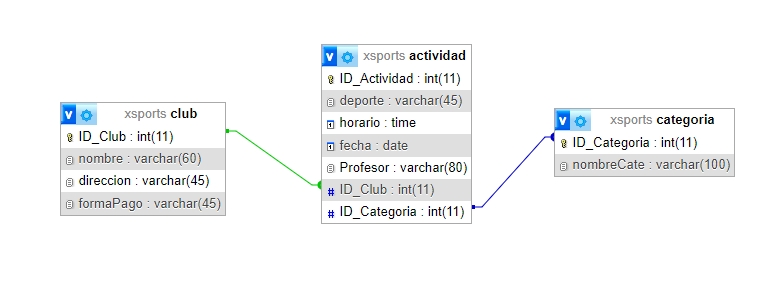 xsports club
ID_Club : int(11)
nombre : varchar(60)
direccion : varchar(45)
formaPago : varchar(45)
xsports actividad
ID_Actividad : int(11)
deporte : varchar(45)
horario : time
fecha : date
Profesor : varchar(80)
ID_Club : int(11)
ID_Categoria : int(11)
xsports categoria
ID_Categoria : int(11)
nombreCate : varchar(100)